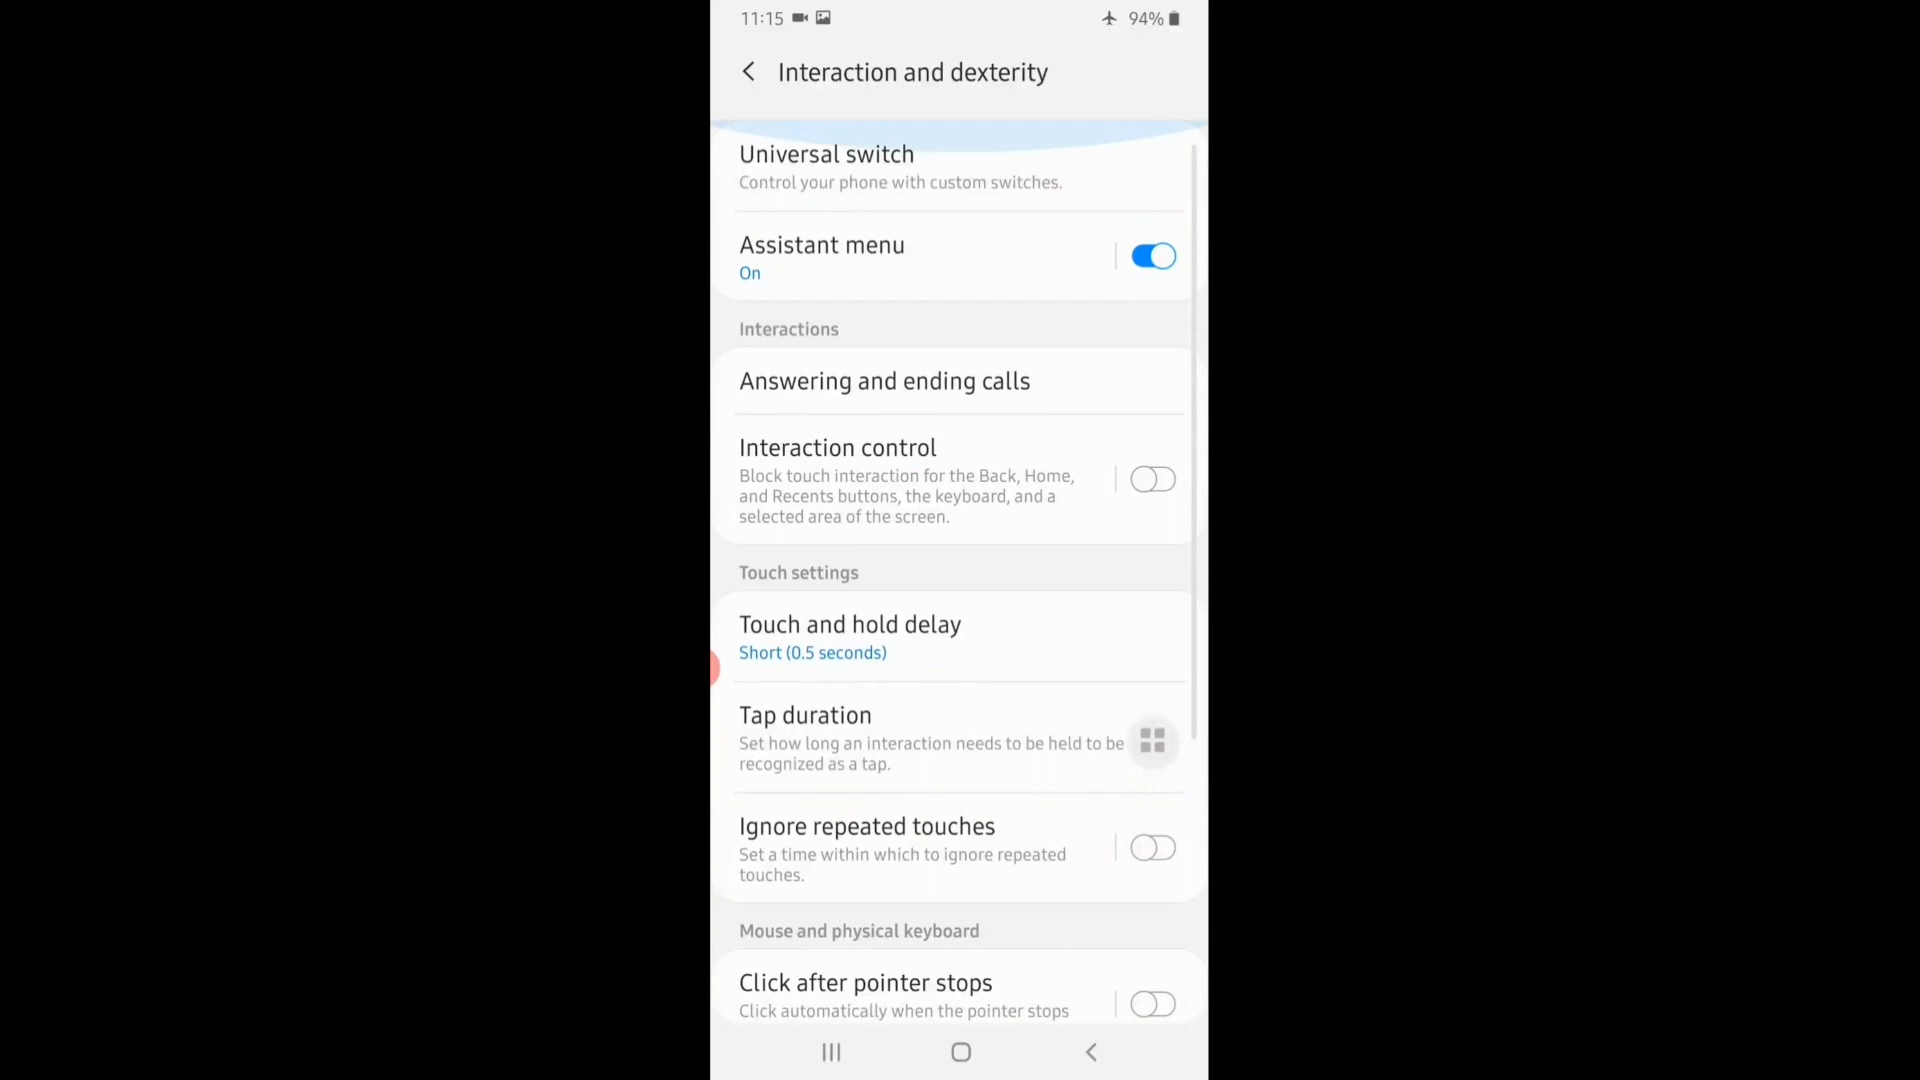 11:15 94%
Interaction and dexterity
Universal switch
Control your phone with custom switches.
Assistant menu
On
Interactions
Answering and ending calls
Interaction control
Block touch interaction for the Back, Home,
and Recents buttons, the keyboard, and a
selected area of the screen.
Touch settings
Touch and hold delay
Short (0.5 seconds)
Tap duration
Set how long an interaction needs to be held to be
recognized as a tap.
Ignore repeated touches
Set a time within which to ignore repeated
touches.
Mouse and physical keyboard
Click after pointer stops
Click automatically when the pointer stops